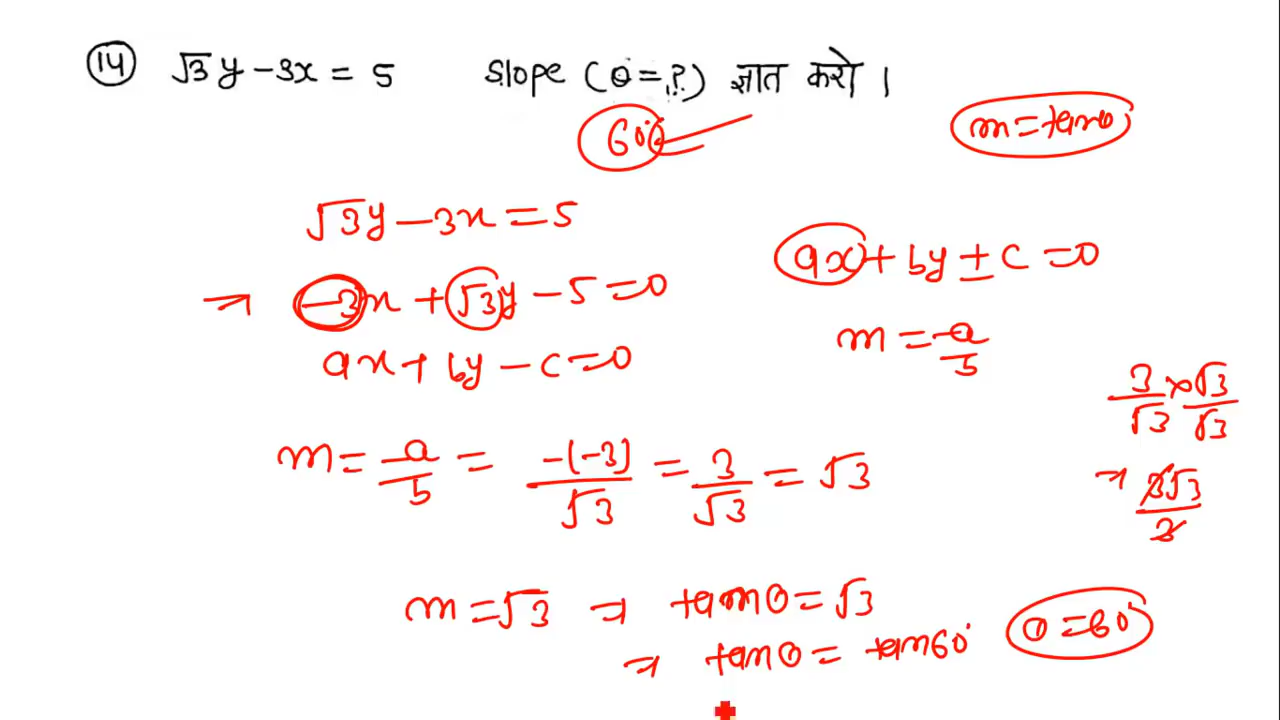 14 √3y - 3x = 5 Slope (θ = ?) ज्ञात करो ।
60°
m = tanθ
√3y - 3x = 5
ax + by ± c = 0
→ -3x + √3y - 5 = 0
m = -a/b
ax + by - c = 0
3/√3 × √3/√3
m = -a/b = -(-3)/√3 = 3/√3 = √3
→ 3√3/3
m = √3 ⇒ tanθ = √3
θ = 60°
⇒ tanθ = tan60°